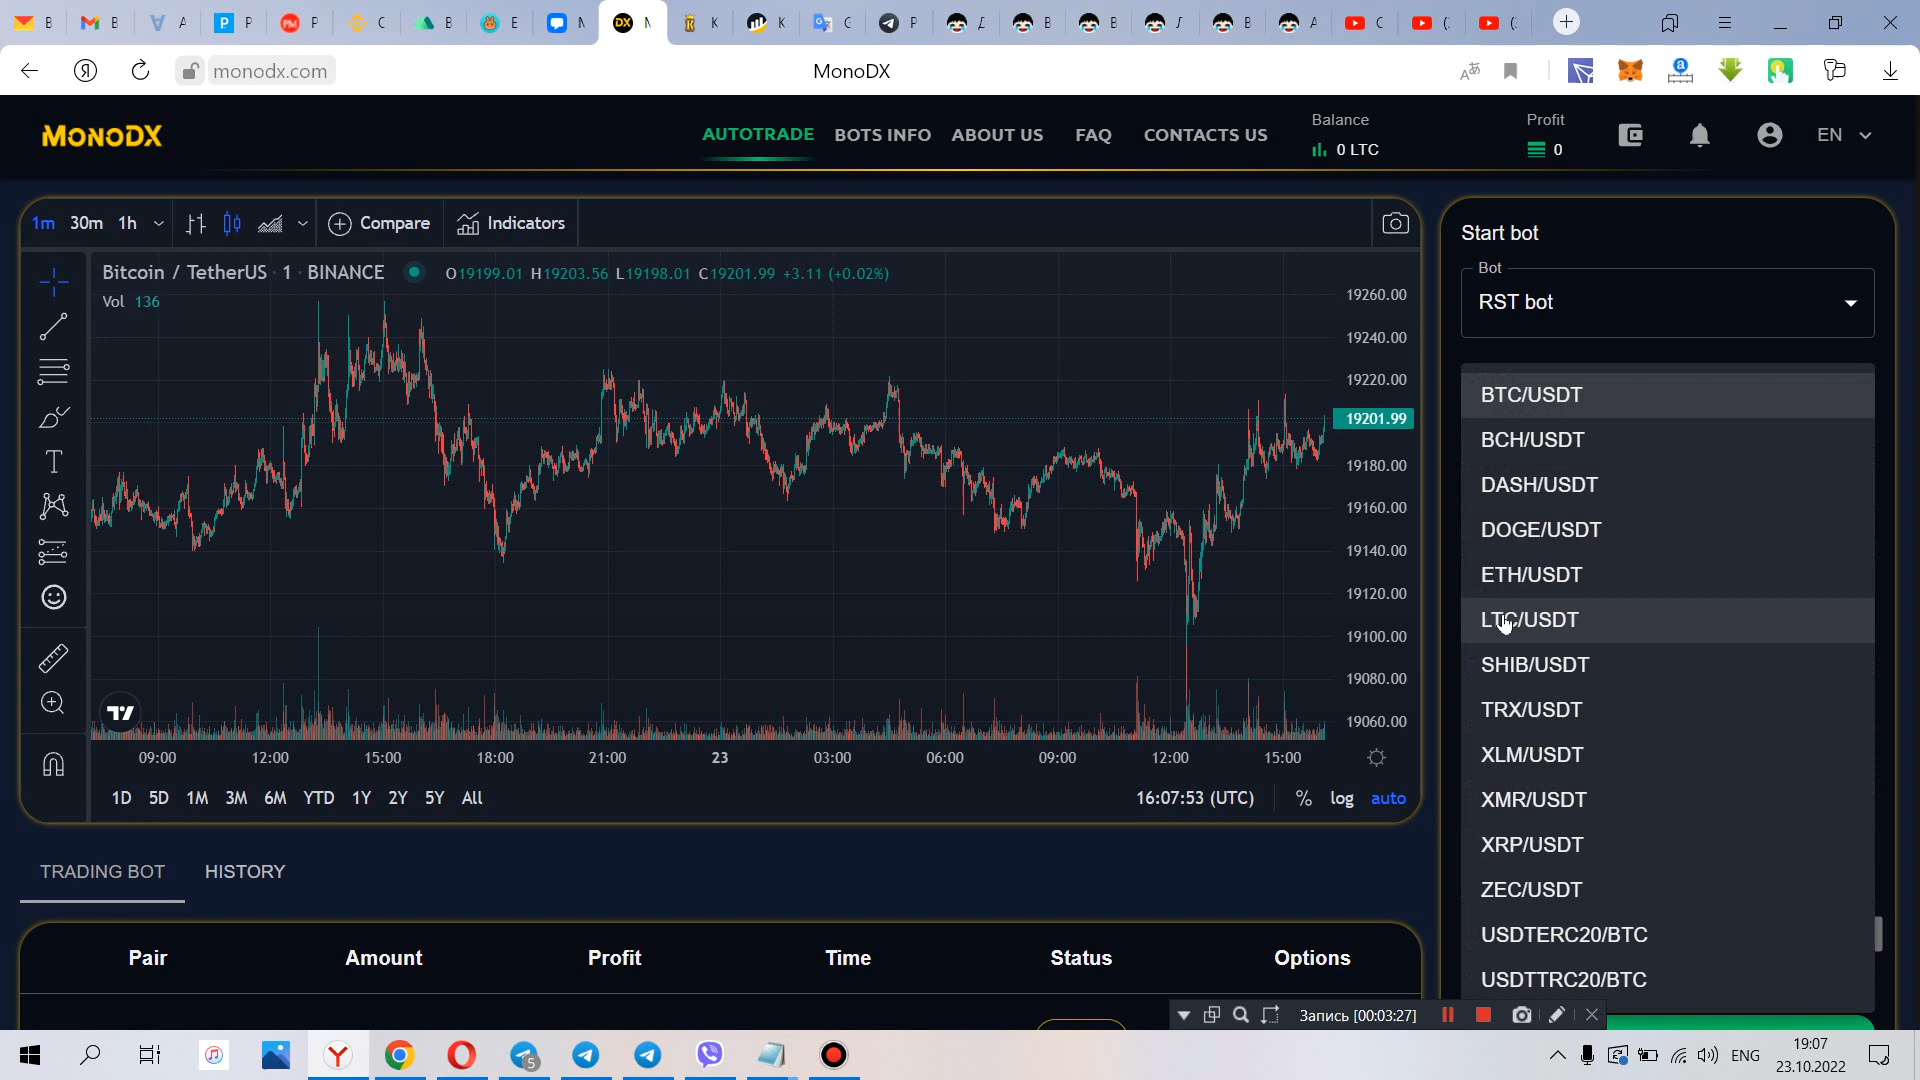 B M B A P P C B E M DX M K K G P Д B B Л B A C (: (:
monodx.com MonoDX
MONODX AUTOTRADE BOTS INFO ABOUT US FAQ CONTACTS US Balance 0 LTC Profit 0 EN
1m 30m 1h Compare Indicators
Bitcoin / TetherUS · 1 · BINANCE O19199.01 H19203.56 L19198.01 C19201.99 +3.11 (+0.02%)
Vol 136
19260.00
19240.00
19220.00
19201.99
19180.00
19160.00
19140.00
19120.00
19100.00
19080.00
19060.00
09:00 12:00 15:00 18:00 21:00 23 03:00 06:00 09:00 12:00 15:00
1D 5D 1M 3M 6M YTD 1Y 2Y 5Y All 16:07:53 (UTC) % log auto
Start bot
Bot
RST bot
BTC/USDT
BCH/USDT
DASH/USDT
DOGE/USDT
ETH/USDT
LTC/USDT
SHIB/USDT
TRX/USDT
XLM/USDT
XMR/USDT
XRP/USDT
ZEC/USDT
USDTERC20/BTC
USDTTRC20/BTC
TRADING BOT HISTORY
Pair Amount Profit Time Status Options
Запись [00:03:27]
5 ENG 19:07
23.10.2022